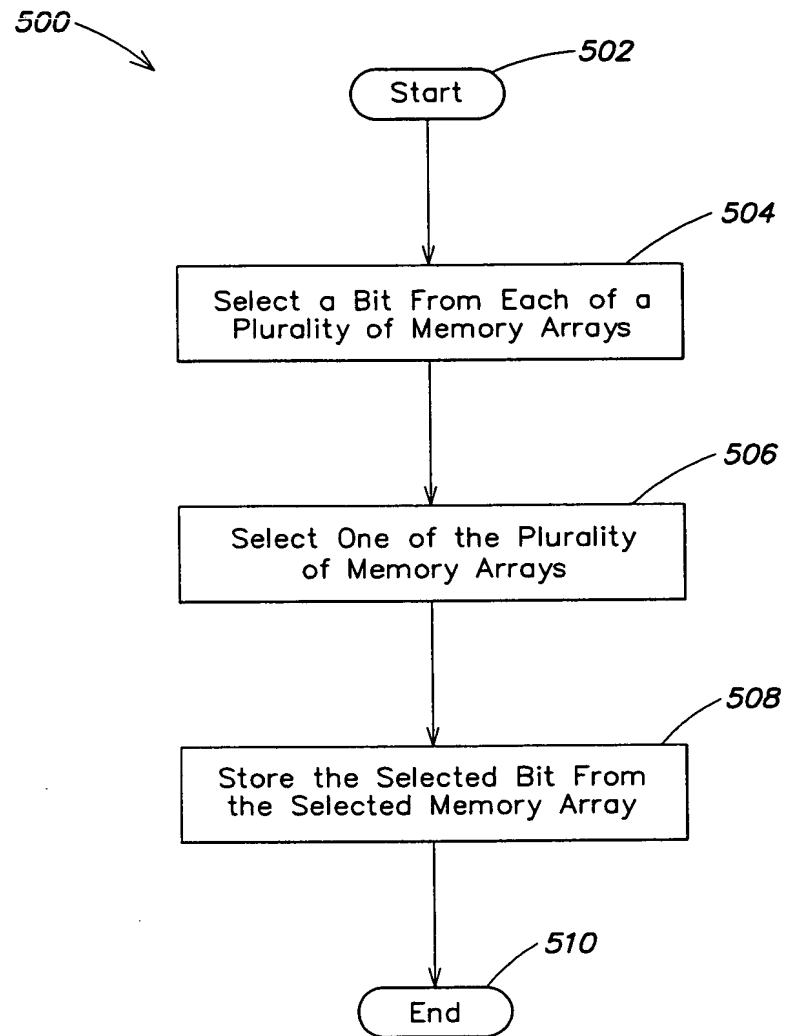 500
502
Start
504
Select a Bit From Each of a
Plurality of Memory Arrays
506
Select One of the Plurality
of Memory Arrays
508
Store the Selected Bit From
the Selected Memory Array
510
End